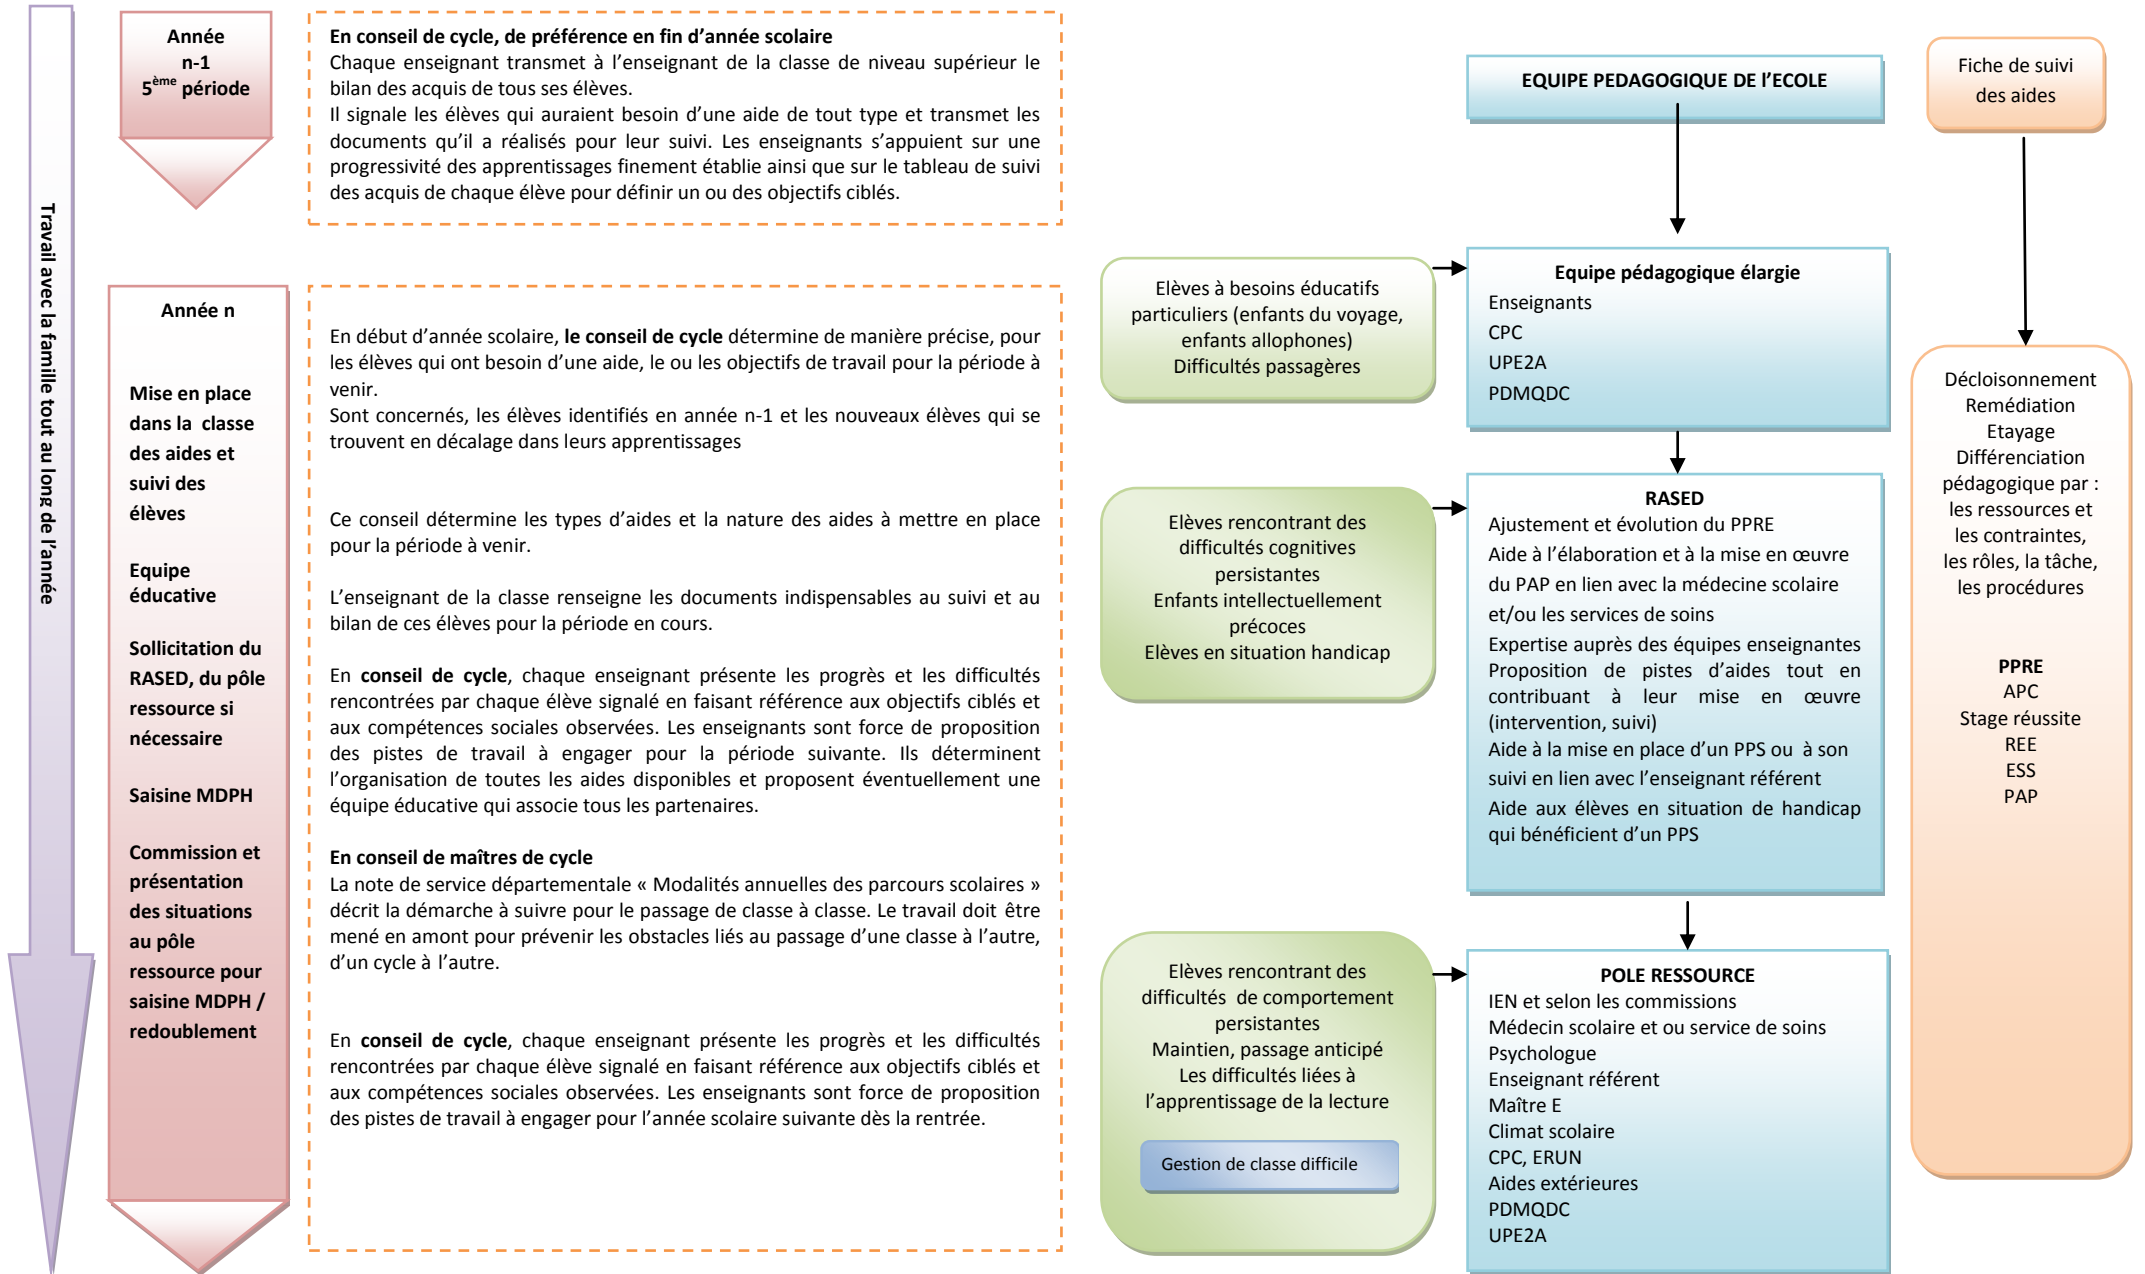 Travail avec la famille tout au long de l'année
Année
n-1
5ème période
En conseil de cycle, de préférence en fin d'année scolaire
Chaque enseignant transmet à l'enseignant de la classe de niveau supérieur le
bilan des acquis de tous ses élèves.
Il signale les élèves qui auraient besoin d'une aide de tout type et transmet les
documents qu'il a réalisés pour leur suivi. Les enseignants s'appuient sur une
progressivité des apprentissages finement établie ainsi que sur le tableau de suivi
des acquis de chaque élève pour définir un ou des objectifs ciblés.
Année n
Mise en place
dans la classe
des aides et
suivi des
élèves
Equipe
éducative
Sollicitation du
RASED, du pôle
ressource si
nécessaire
Saisine MDPH
Commission et
présentation
des situations
au pôle
ressource pour
saisine MDPH /
redoublement
En début d'année scolaire, le conseil de cycle détermine de manière précise, pour
les élèves qui ont besoin d'une aide, le ou les objectifs de travail pour la période à
venir.
Sont concernés, les élèves identifiés en année n-1 et les nouveaux élèves qui se
trouvent en décalage dans leurs apprentissages
Ce conseil détermine les types d'aides et la nature des aides à mettre en place
pour la période à venir.
L'enseignant de la classe renseigne les documents indispensables au suivi et au
bilan de ces élèves pour la période en cours.
En conseil de cycle, chaque enseignant présente les progrès et les difficultés
rencontrées par chaque élève signalé en faisant référence aux objectifs ciblés et
aux compétences sociales observées. Les enseignants sont force de proposition
des pistes de travail à engager pour la période suivante. Ils déterminent
l'organisation de toutes les aides disponibles et proposent éventuellement une
équipe éducative qui associe tous les partenaires.
En conseil de maîtres de cycle
La note de service départementale « Modalités annuelles des parcours scolaires »
décrit la démarche à suivre pour le passage de classe à classe. Le travail doit être
mené en amont pour prévenir les obstacles liés au passage d'une classe à l'autre,
d'un cycle à l'autre.
En conseil de cycle, chaque enseignant présente les progrès et les difficultés
rencontrées par chaque élève signalé en faisant référence aux objectifs ciblés et
aux compétences sociales observées. Les enseignants sont force de proposition
des pistes de travail à engager pour l'année scolaire suivante dès la rentrée.
EQUIPE PEDAGOGIQUE DE l'ECOLE
Elèves à besoins éducatifs
particuliers (enfants du voyage,
enfants allophones)
Difficultés passagères
Equipe pédagogique élargie
Enseignants
CPC
UPE2A
PDMQDC
Elèves rencontrant des
difficultés cognitives
persistantes
Enfants intellectuellement
précoces
Elèves en situation handicap
RASED
Ajustement et évolution du PPRE
Aide à l'élaboration et à la mise en œuvre
du PAP en lien avec la médecine scolaire
et/ou les services de soins
Expertise auprès des équipes enseignantes
Proposition de pistes d'aides tout en
contribuant à leur mise en œuvre
(intervention, suivi)
Aide à la mise en place d'un PPS ou à son
suivi en lien avec l'enseignant référent
Aide aux élèves en situation de handicap
qui bénéficient d'un PPS
Elèves rencontrant des
difficultés de comportement
persistantes
Maintien, passage anticipé
Les difficultés liées à
l'apprentissage de la lecture
Gestion de classe difficile
POLE RESSOURCE
IEN et selon les commissions
Médecin scolaire et ou service de soins
Psychologue
Enseignant référent
Maître E
Climat scolaire
CPC, ERUN
Aides extérieures
PDMQDC
UPE2A
Fiche de suivi
des aides
Décloisonnement
Remédiation
Etayage
Différenciation
pédagogique par :
les ressources et
les contraintes,
les rôles, la tâche,
les procédures
PPRE
APC
Stage réussite
REE
ESS
PAP